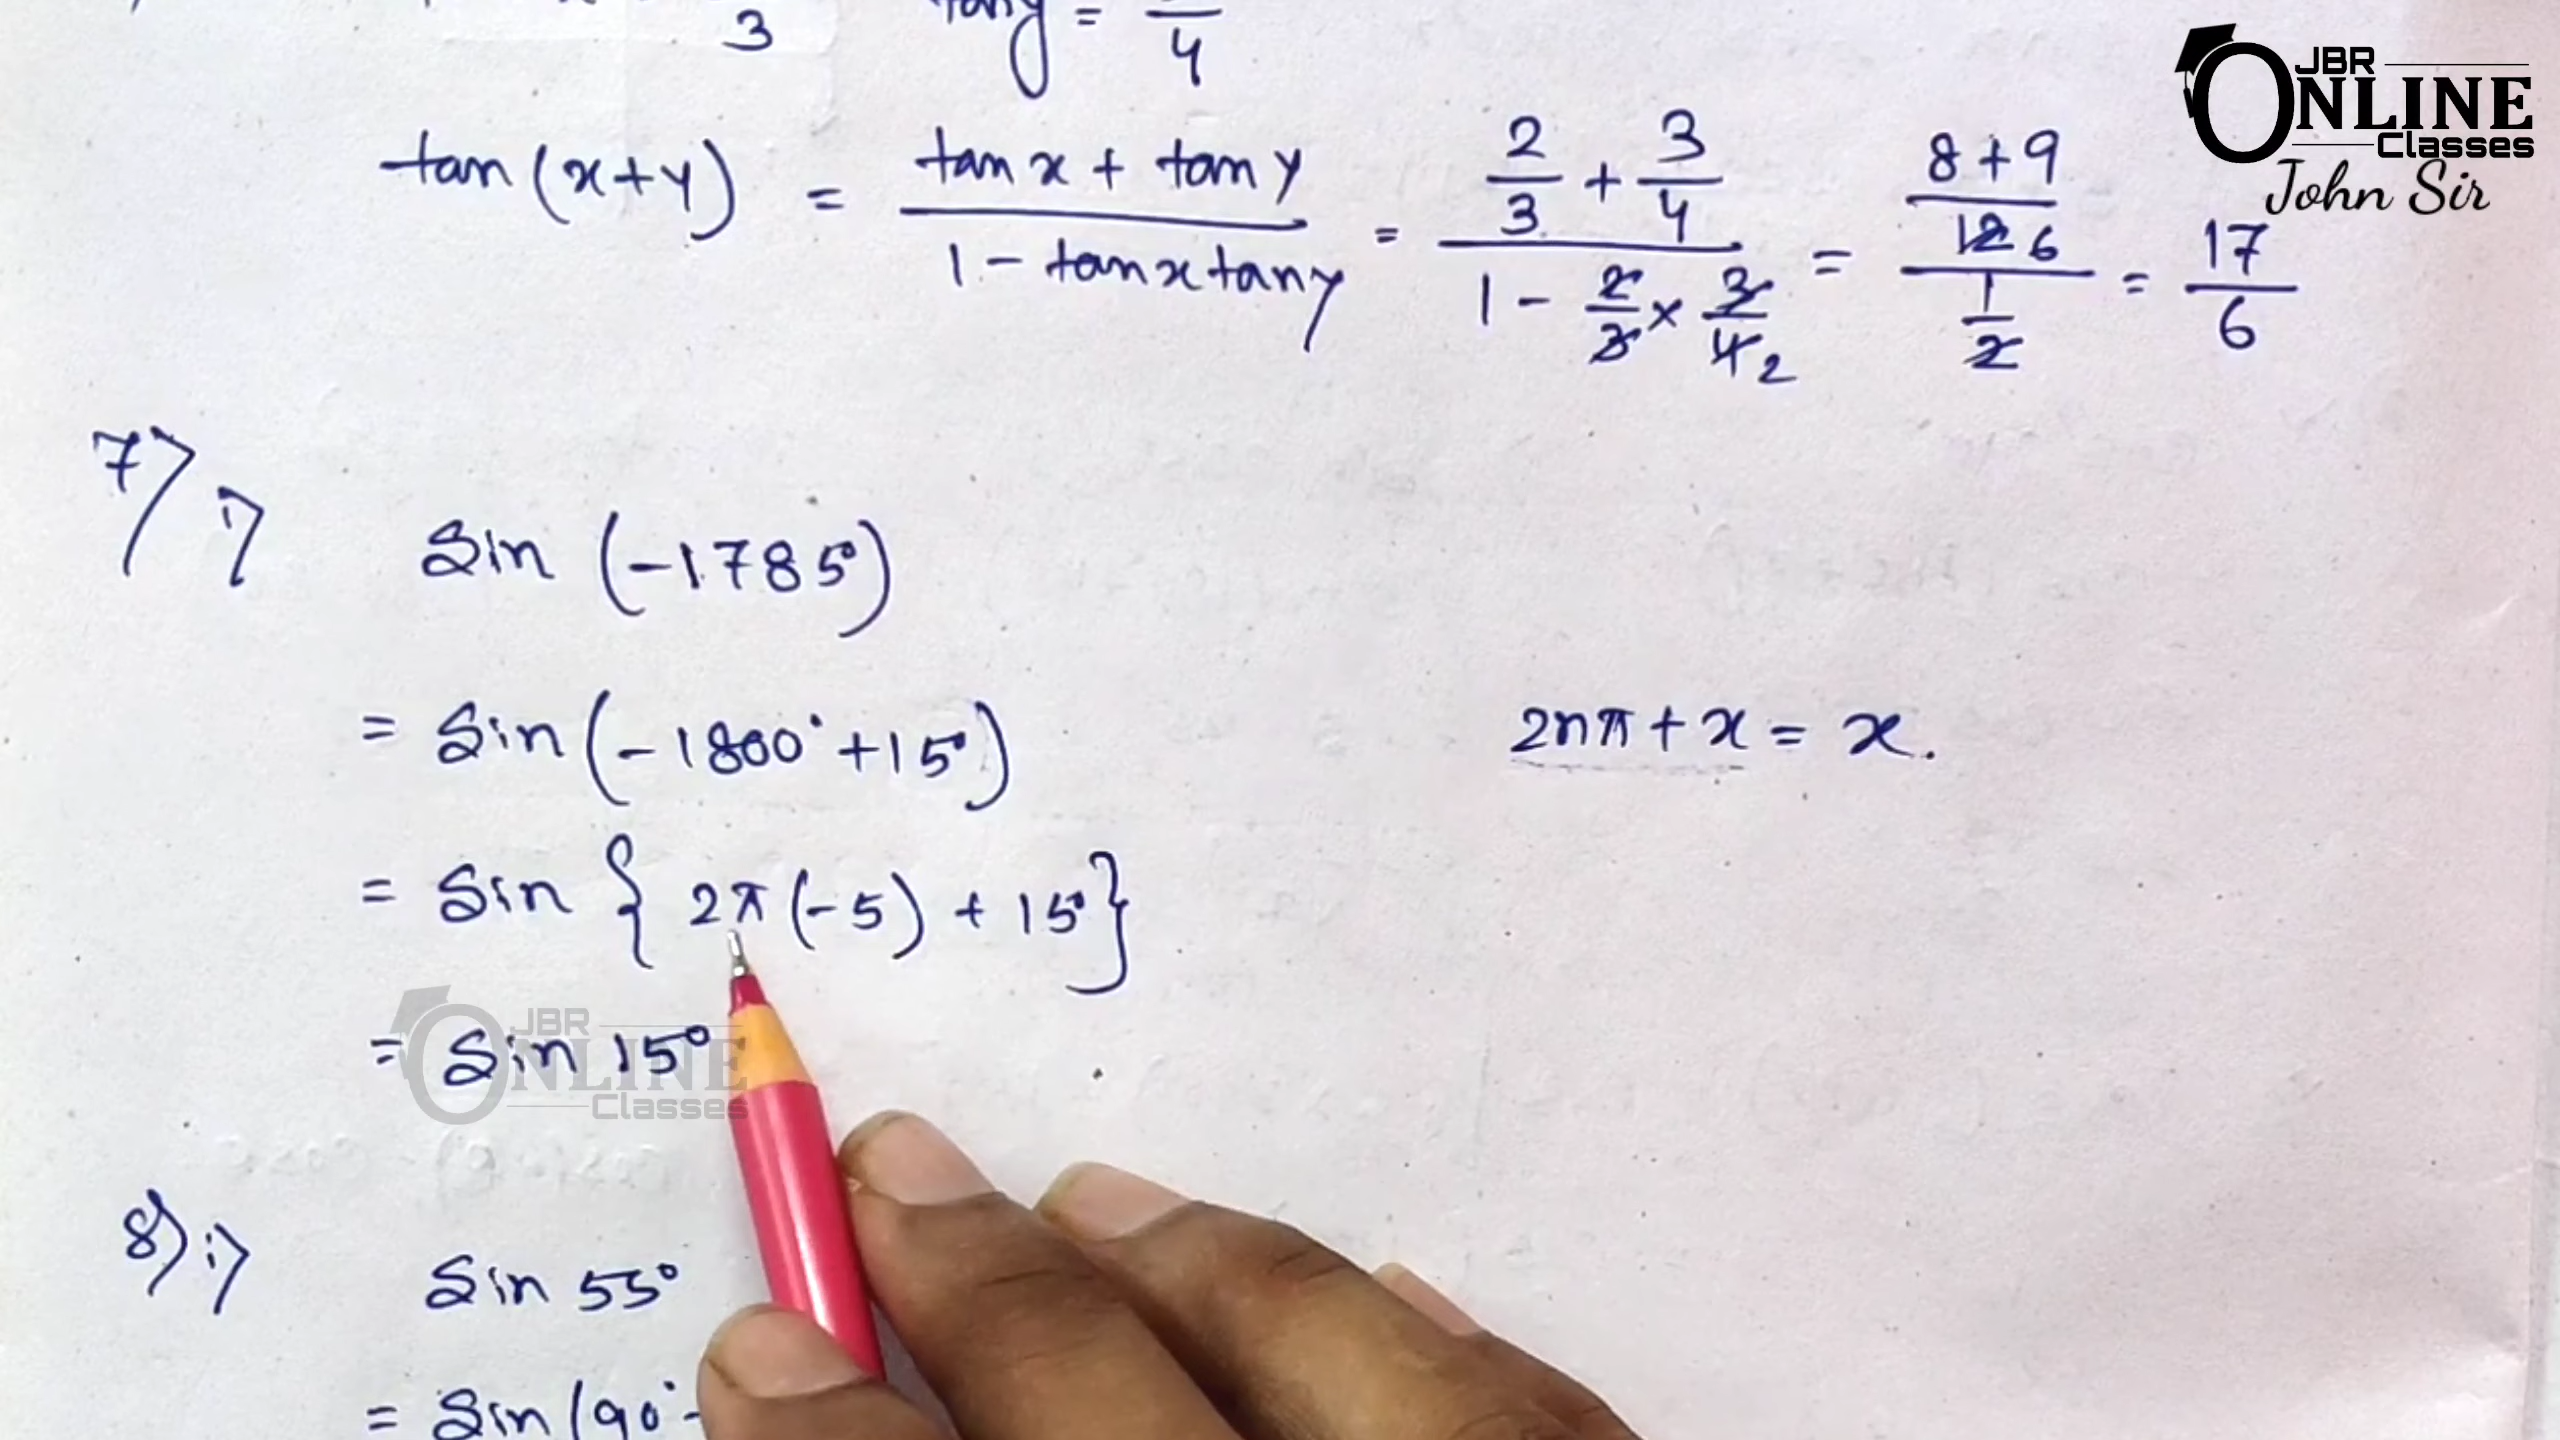 3 tany = 4
JBR ONLINE Classes
John Sir
tan(x+y) = (tan x + tan y)/(1 - tan x tan y) = (2/3 + 3/4)/(1 - 2/3 × 3/4 2) = ((8+9)/(12 6))/(1/2) = 17/6
7) i)
Sin (-1785°)
= Sin(-1800° + 15°)
2nπ + x = x.
= Sin { 2π(-5) + 15° }
= Sin 15°
JBR ONLINE Classes
8) i)
Sin 55°
= Sin(90° -